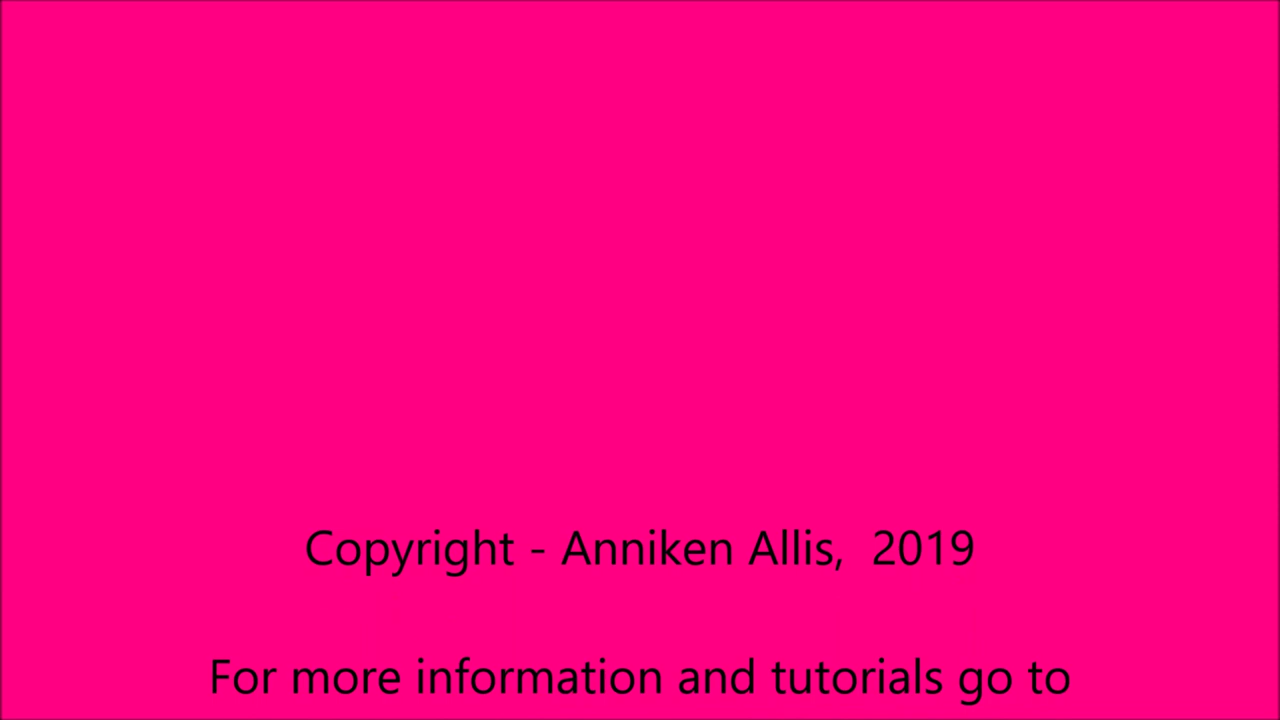 Copyright - Anniken Allis,  2019
For more information and tutorials go to